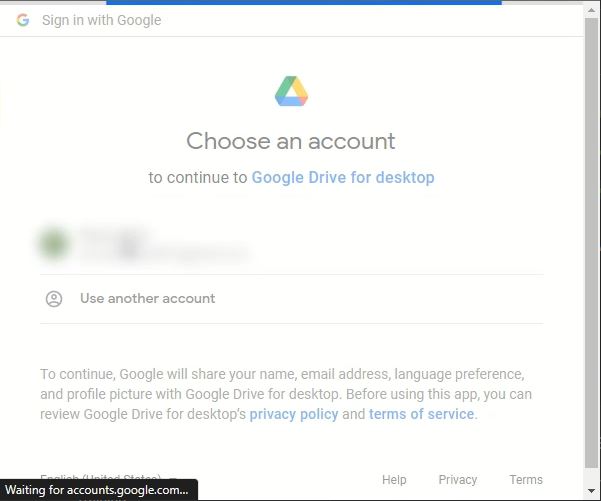 Sign in with Google
Choose an account
to continue to Google Drive for desktop
Use another account
To continue, Google will share your name, email address, language preference,
and profile picture with Google Drive for desktop. Before using this app, you can
review Google Drive for desktop's privacy policy and terms of service.
English (United States)
Help Privacy Terms
Waiting for accounts.google.com...